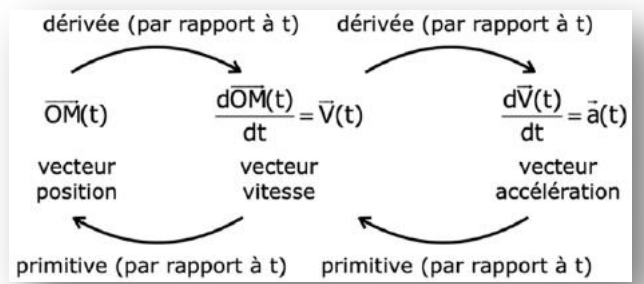 dérivée (par rapport à t) dérivée (par rapport à t)
OM⃗(t) dOM⃗(t)/dt = V⃗(t) dV⃗(t)/dt = a⃗(t)
vecteur position vecteur vitesse vecteur accélération
primitive (par rapport à t) primitive (par rapport à t)